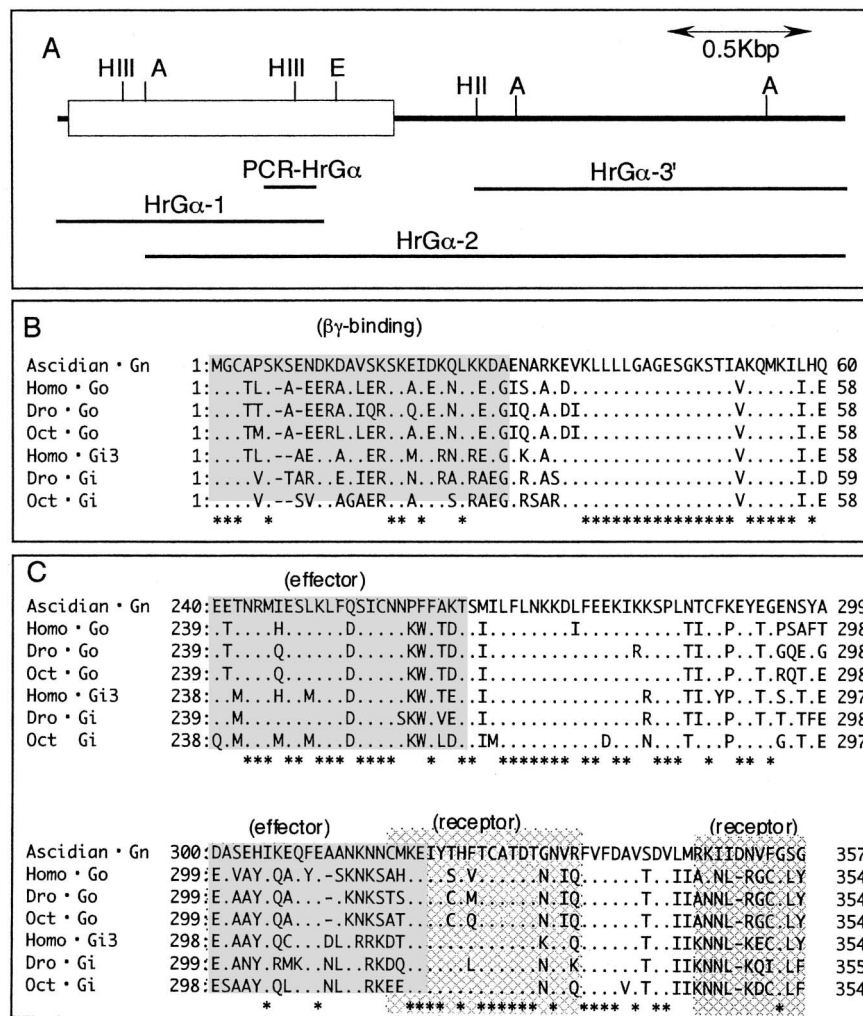 A
0.5Kbp
HIII A HIII E HII A A
PCR-HrGα
HrGα-3'
HrGα-1
HrGα-2
B
(βγ-binding)
Ascidian・Gn 1:MGCAPSKSENDKDAVSKSKEIDKQLKKDAENARKEVKLLLLGAGESGKSTIAKQMKILHQ 60
Homo・Go 1:...TL.-A-EERA.LER..A.E.N..E.GIS.A.D..............V.....I.E 58
Dro・Go 1:...TT.-A-EERA.IQR..Q.E.N..E.GIQ.A.DI.............V.....I.E 58
Oct・Go 1:...TM.-A-EERL.LER..A.E.N..E.GIQ.A.DI.............V.....I.E 58
Homo・Gi3 1:...TL.--AE..A.ER..M.RN.RE.G.K.A................V.....I.E 58
Dro・Gi 1:....V.-TAR..E.IER..N..RA.RAEG.R.AS..............V.....I.D 59
Oct・Gi 1:....V.--SV..AGAER..A...S.RAEG.RSAR..............V.....I.E 58
*** * ** * * **************** ***** *
C
(effector)
Ascidian・Gn 240:EETNRMIESLKLFQSICNNPFFAKTSMILFLNKKDLFEEKIKKSPLNTCFKEYEGENSYA 299
Homo・Go 239:.T....H......D.....KW.TD..I.......I.........TI..P..T.PSAFT 298
Dro・Go 239:.T....Q......D.....KW.TD..I............R.....TI..P..T.GQE.G 298
Oct・Go 239:.T....Q......D.....KW.TD..I..................TI..P..T.RQT.E 298
Homo・Gi3 238:..M...H..M...D.....KW.TE..I.............R...TI.YP..T.S.T.E 297
Dro・Gi 239:..M..........D....SKW.VE..I.............R...TI..P..T.T.TFE 298
Oct Gi 238:Q.M...M..M...D.....KW.LD..IM.........D..N...TI..P...G.T.E 297
*** ** *** **** * ** ******* ** ** *** * ** *
(effector) (receptor) (receptor)
Ascidian・Gn 300:DASEHIKEQFEAANKNNCMKEIYTHFTCATDTGNVRFVFDAVSDVLMRKIIDNVFGSG 357
Homo・Go 299:E.VAY.QA.Y.-SKNKSAH...S.V.......N.IQ......T..IIA.NNL-RGC.LY 354
Dro・Go 299:E.AAY.QA...-.KNKSTS...C.M.......N.IQ......T..IIANNL-RGC.LY 354
Oct・Go 299:E.AAY.QA...-.KNKSAT...C.Q.......N.IQ......T..IIANNL-RGC.LY 354
Homo・Gi3 298:E.AAY.QC...DL.RRKDT.............K..Q......T..IIKNNL-KEC.LY 354
Dro・Gi 299:E.ANY.RMK..NL..RKDQ.....L.......N..K......T..IIKNNL-KQI.LF 355
Oct・Gi 298:ESAAY.QL...NL..RKEE.............N..Q....V.T..IIKNNL-KDC.LF 354
* * **** * ****** * **** * ** *